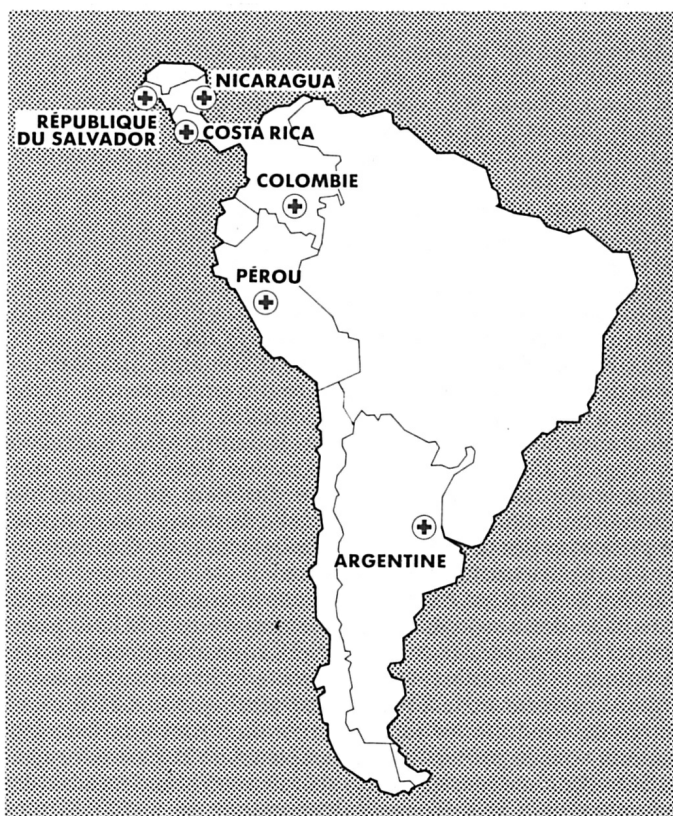 NICARAGUA
RÉPUBLIQUE
DU SALVADOR
COSTA RICA
COLOMBIE
PÉROU
ARGENTINE